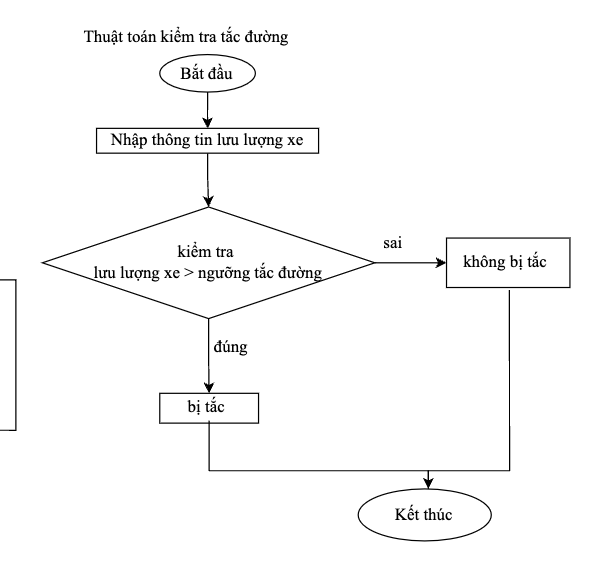 Thuật toán kiểm tra tắc đường
Bắt đầu
Nhập thông tin lưu lượng xe
kiểm tra
lưu lượng xe > ngưỡng tắc đường
sai
không bị tắc
đúng
bị tắc
Kết thúc